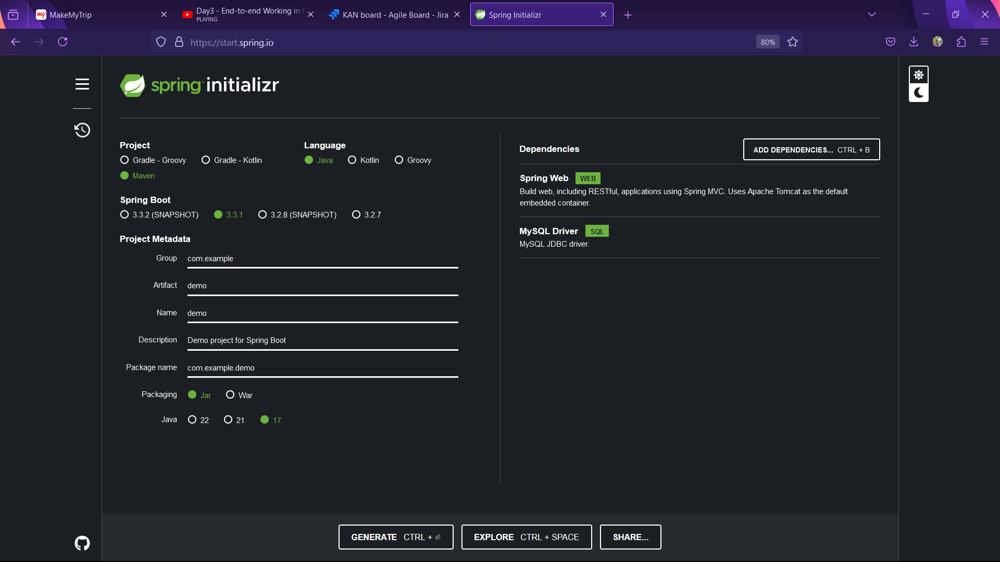 MakeMyTrip
Day3 - End-to-end Working in
PLAYING
KAN board - Agile Board - Jira
Spring Initializr
https://start.spring.io
80%
spring initializr
Project
Gradle - Groovy
Gradle - Kotlin
Maven
Language
Java
Kotlin
Groovy
Spring Boot
3.3.2 (SNAPSHOT)
3.3.1
3.2.8 (SNAPSHOT)
3.2.7
Project Metadata
Group
com.example
Artifact
demo
Name
demo
Description
Demo project for Spring Boot
Package name
com.example.demo
Packaging
Jar
War
Java
22
21
17
Dependencies
ADD DEPENDENCIES... CTRL + B
Spring Web WEB
Build web, including RESTful, applications using Spring MVC. Uses Apache Tomcat as the default
embedded container.
MySQL Driver SQL
MySQL JDBC driver.
GENERATE CTRL + ⏎
EXPLORE CTRL + SPACE
SHARE...